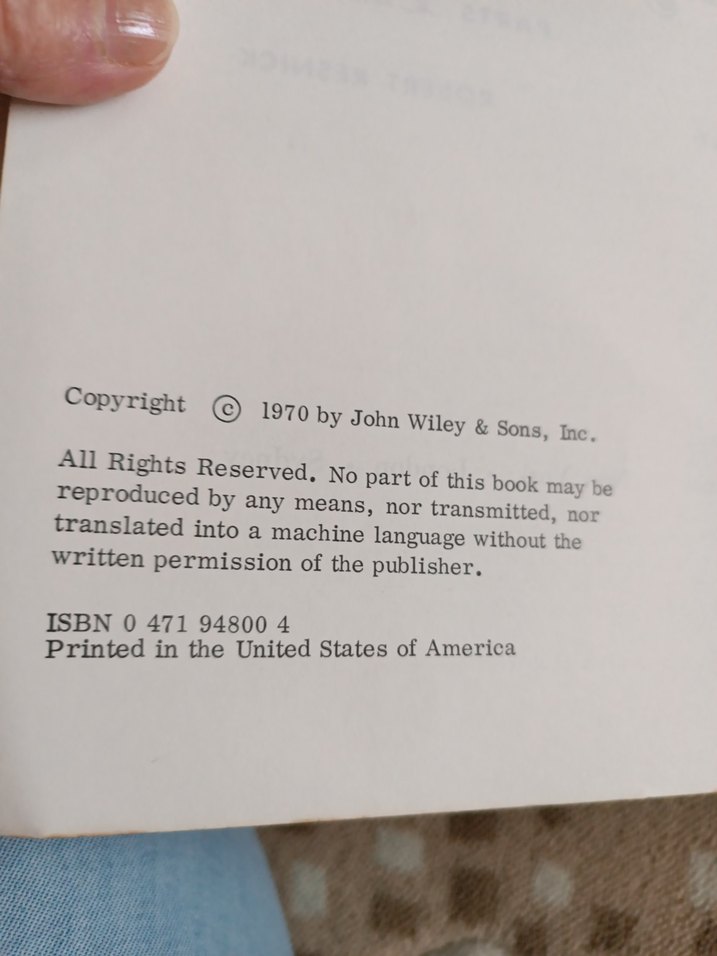 Copyright © 1970 by John Wiley & Sons, Inc.
All Rights Reserved. No part of this book may be
reproduced by any means, nor transmitted, nor
translated into a machine language without the
written permission of the publisher.
ISBN 0 471 94800 4
Printed in the United States of America